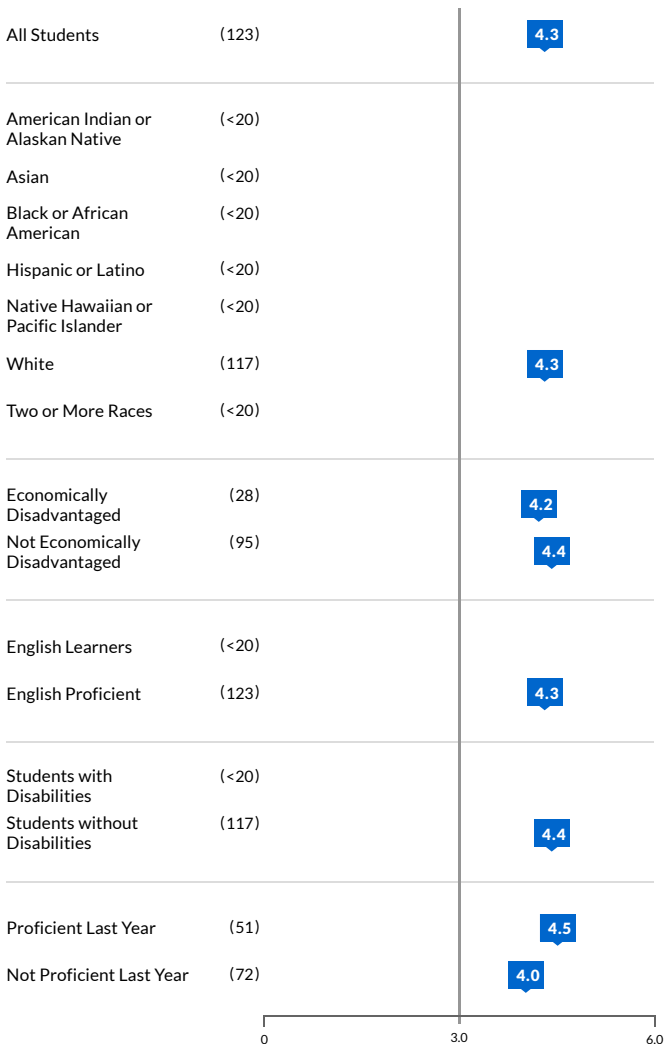 All Students (123) 4.3
American Indian or (<20)
Alaskan Native
Asian (<20)
Black or African (<20)
American
Hispanic or Latino (<20)
Native Hawaiian or (<20)
Pacific Islander
White (117) 4.3
Two or More Races (<20)
Economically (28) 4.2
Disadvantaged
Not Economically (95) 4.4
Disadvantaged
English Learners (<20)
English Proficient (123) 4.3
Students with (<20)
Disabilities
Students without (117) 4.4
Disabilities
Proficient Last Year (51) 4.5
Not Proficient Last Year (72) 4.0
0 3.0 6.0